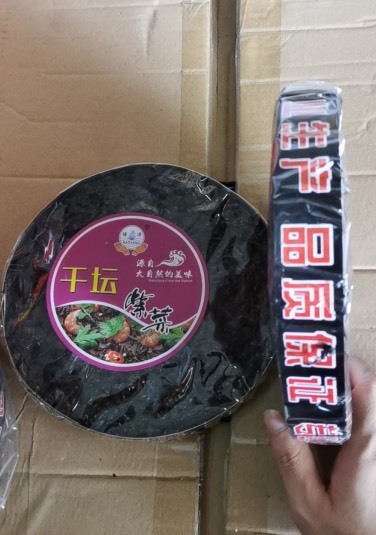 源自
大自然的美味
干坛
紫菜
生产 品质保证